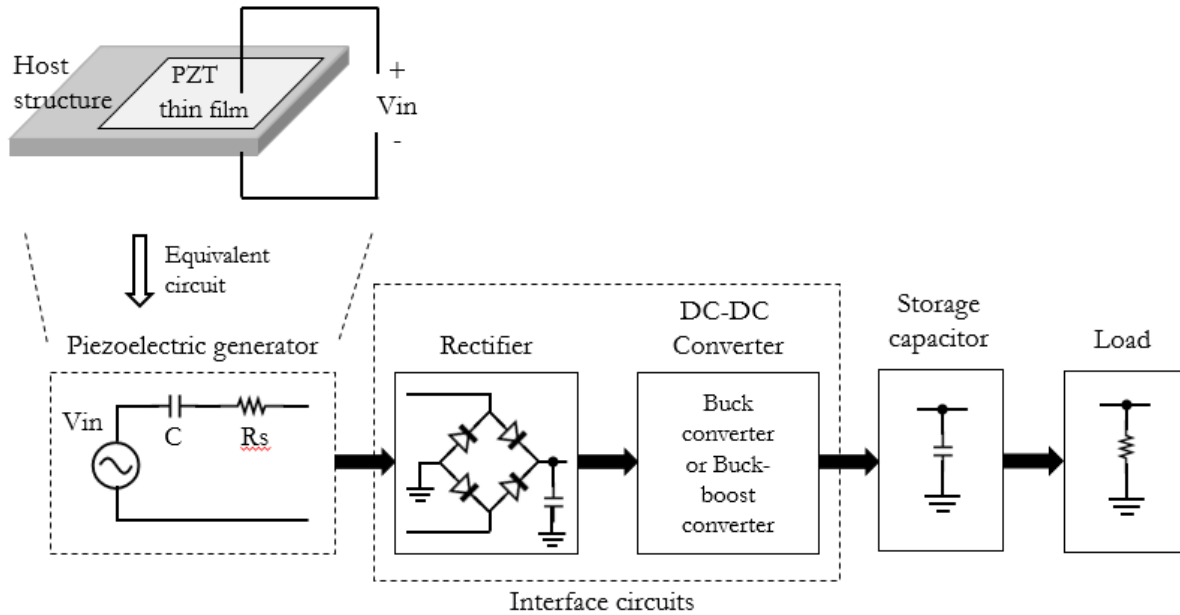 Host
structure
PZT
thin film
+
Vin
-
Equivalent
circuit
Piezoelectric generator
Vin
C
Rs
Rectifier
DC-DC
Converter
Buck
converter
or Buck-
boost
converter
Storage
capacitor
Load
Interface circuits